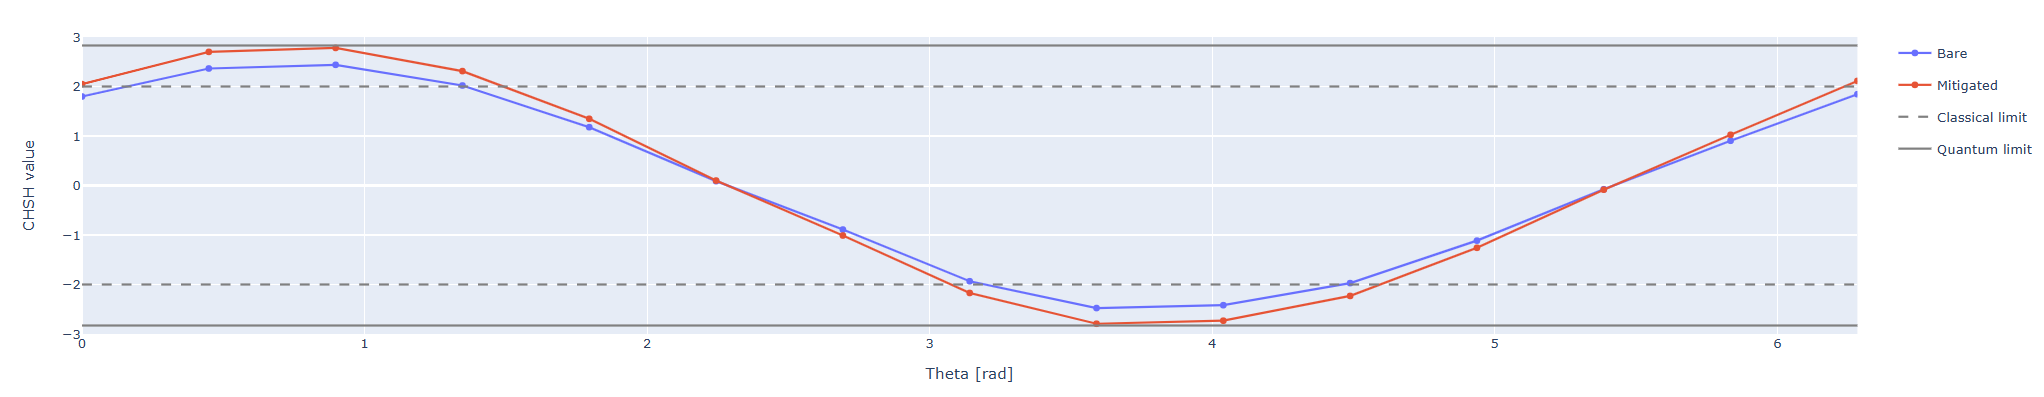 CHSH value
3
2
1
0
−1
−2
−3
0
1
2
3
4
5
6
Theta [rad]
Bare
Mitigated
Classical limit
Quantum limit